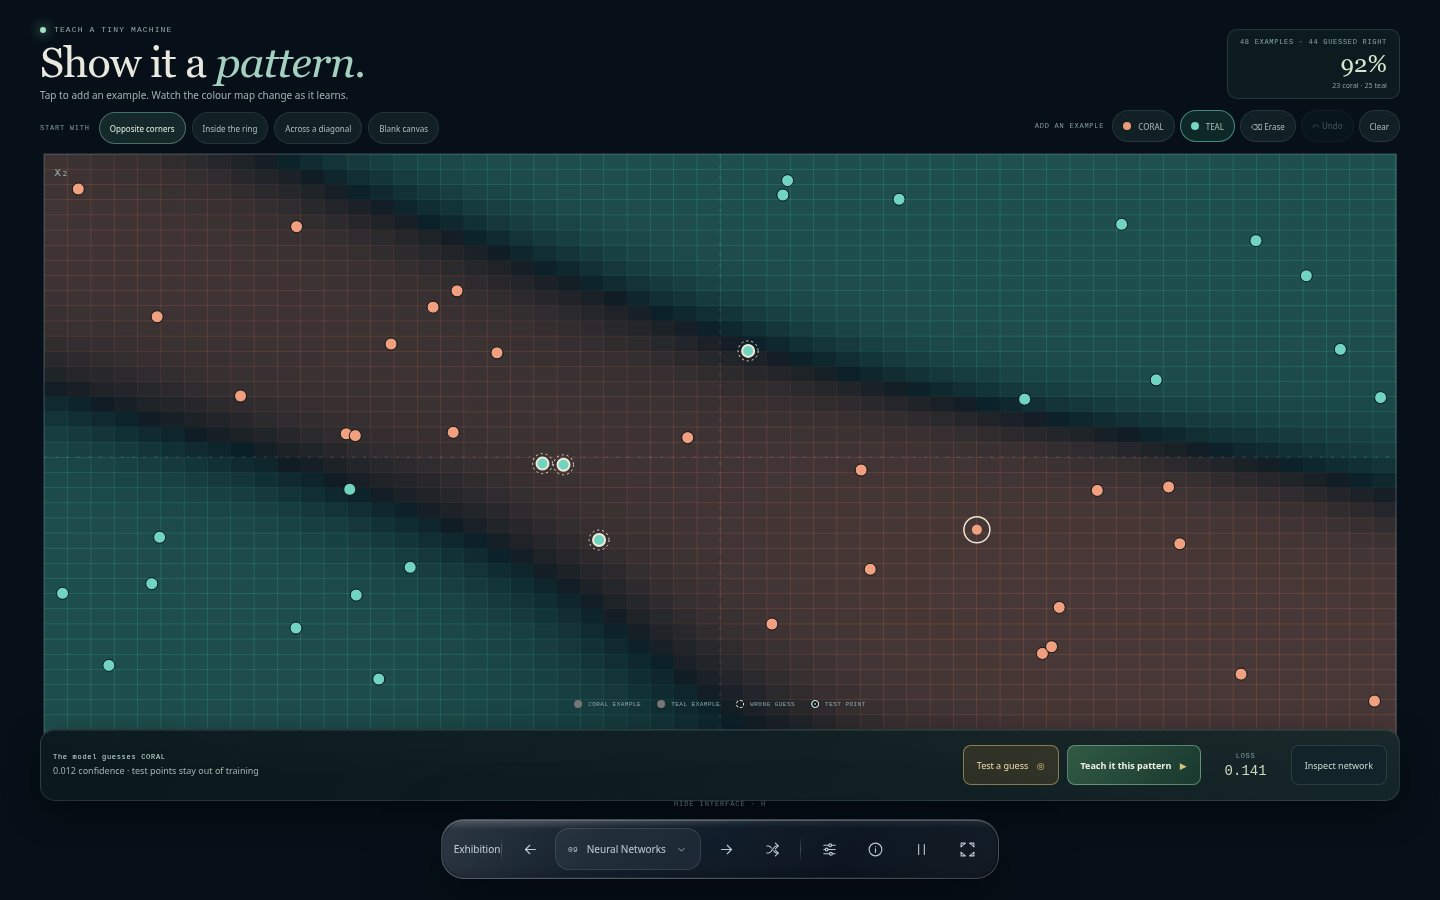 TEACH A TINY MACHINE
Show it a pattern.
Tap to add an example. Watch the colour map change as it learns.
48 EXAMPLES · 44 GUESSED RIGHT
92%
23 coral · 25 teal
START WITH
Opposite corners
Inside the ring
Across a diagonal
Blank canvas
ADD AN EXAMPLE
CORAL
TEAL
⌫ Erase
↶ Undo
Clear
X₂
CORAL EXAMPLE
TEAL EXAMPLE
WRONG GUESS
TEST POINT
The model guesses CORAL
0.012 confidence · test points stay out of training
Test a guess ◎
Teach it this pattern ▶
LOSS
0.141
Inspect network
HIDE INTERFACE · H
Exhibition
09 Neural Networks